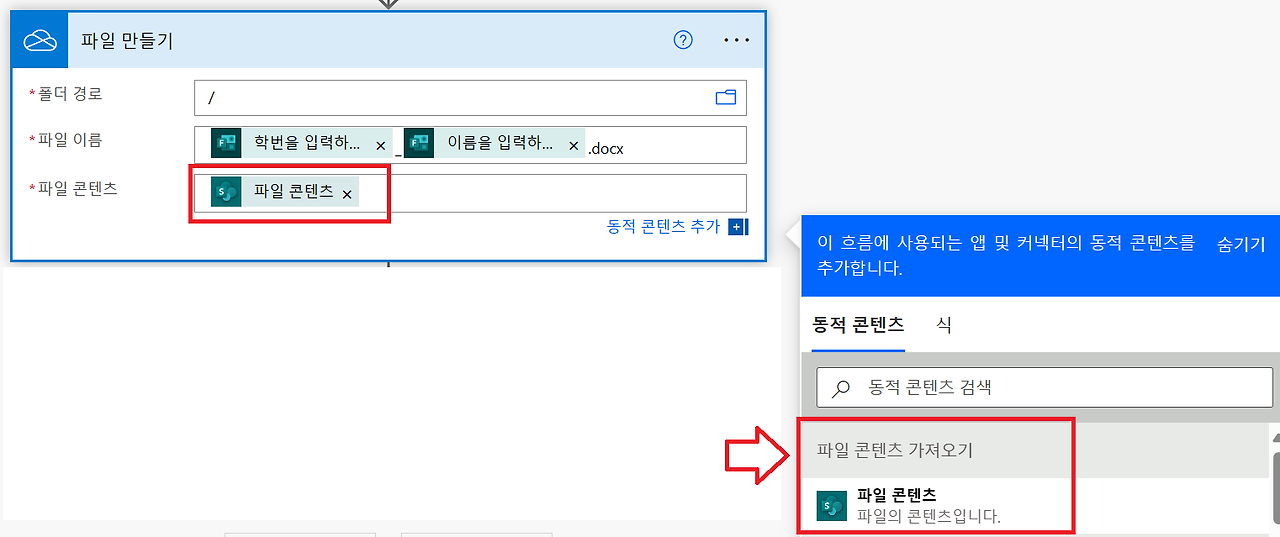 파일 만들기
?
*폴더 경로
/
*파일 이름
F 학번을 입력하... × _ F 이름을 입력하... × .docx
*파일 콘텐츠
S 파일 콘텐츠 ×
동적 콘텐츠 추가 +
이 흐름에 사용되는 앱 및 커넥터의 동적 콘텐츠를
추가합니다.
숨기기
동적 콘텐츠
식
동적 콘텐츠 검색
파일 콘텐츠 가져오기
S 파일 콘텐츠
파일의 콘텐츠입니다.